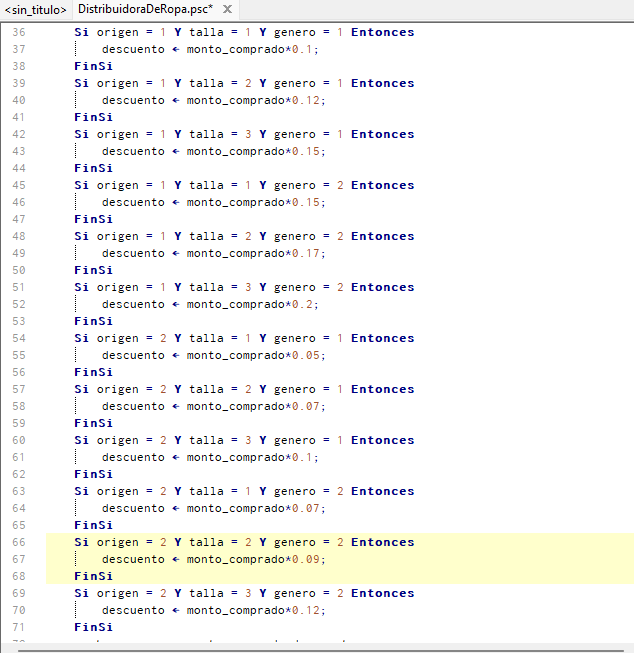 <sin_titulo> DistribuidoraDeRopa.psc* X
36 Si origen = 1 Y talla = 1 Y genero = 1 Entonces
37 descuento ← monto_comprado*0.1;
38 FinSi
39 Si origen = 1 Y talla = 2 Y genero = 1 Entonces
40 descuento ← monto_comprado*0.12;
41 FinSi
42 Si origen = 1 Y talla = 3 Y genero = 1 Entonces
43 descuento ← monto_comprado*0.15;
44 FinSi
45 Si origen = 1 Y talla = 1 Y genero = 2 Entonces
46 descuento ← monto_comprado*0.15;
47 FinSi
48 Si origen = 1 Y talla = 2 Y genero = 2 Entonces
49 descuento ← monto_comprado*0.17;
50 FinSi
51 Si origen = 1 Y talla = 3 Y genero = 2 Entonces
52 descuento ← monto_comprado*0.2;
53 FinSi
54 Si origen = 2 Y talla = 1 Y genero = 1 Entonces
55 descuento ← monto_comprado*0.05;
56 FinSi
57 Si origen = 2 Y talla = 2 Y genero = 1 Entonces
58 descuento ← monto_comprado*0.07;
59 FinSi
60 Si origen = 2 Y talla = 3 Y genero = 1 Entonces
61 descuento ← monto_comprado*0.1;
62 FinSi
63 Si origen = 2 Y talla = 1 Y genero = 2 Entonces
64 descuento ← monto_comprado*0.07;
65 FinSi
66 Si origen = 2 Y talla = 2 Y genero = 2 Entonces
67 descuento ← monto_comprado*0.09;
68 FinSi
69 Si origen = 2 Y talla = 3 Y genero = 2 Entonces
70 descuento ← monto_comprado*0.12;
71 FinSi